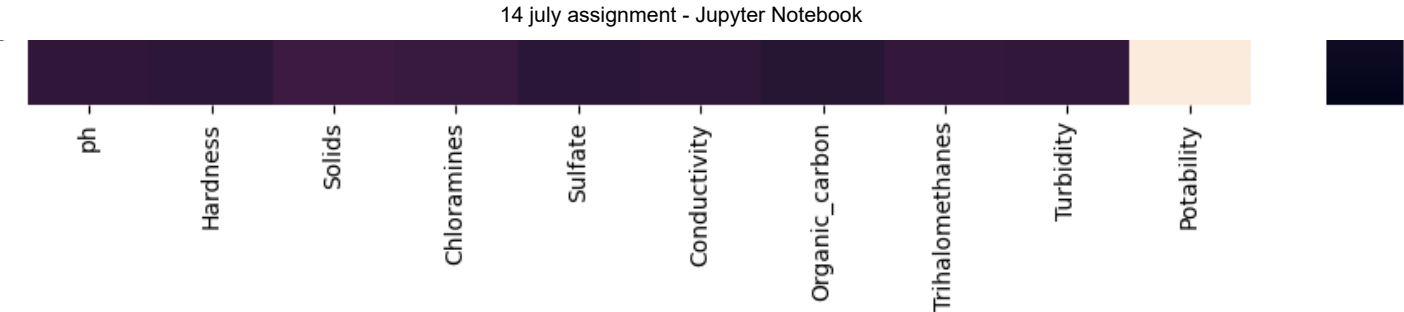 14 july assignment - Jupyter Notebook
ph
Hardness
Solids
Chloramines
Sulfate
Conductivity
Organic_carbon
Trihalomethanes
Turbidity
Potability